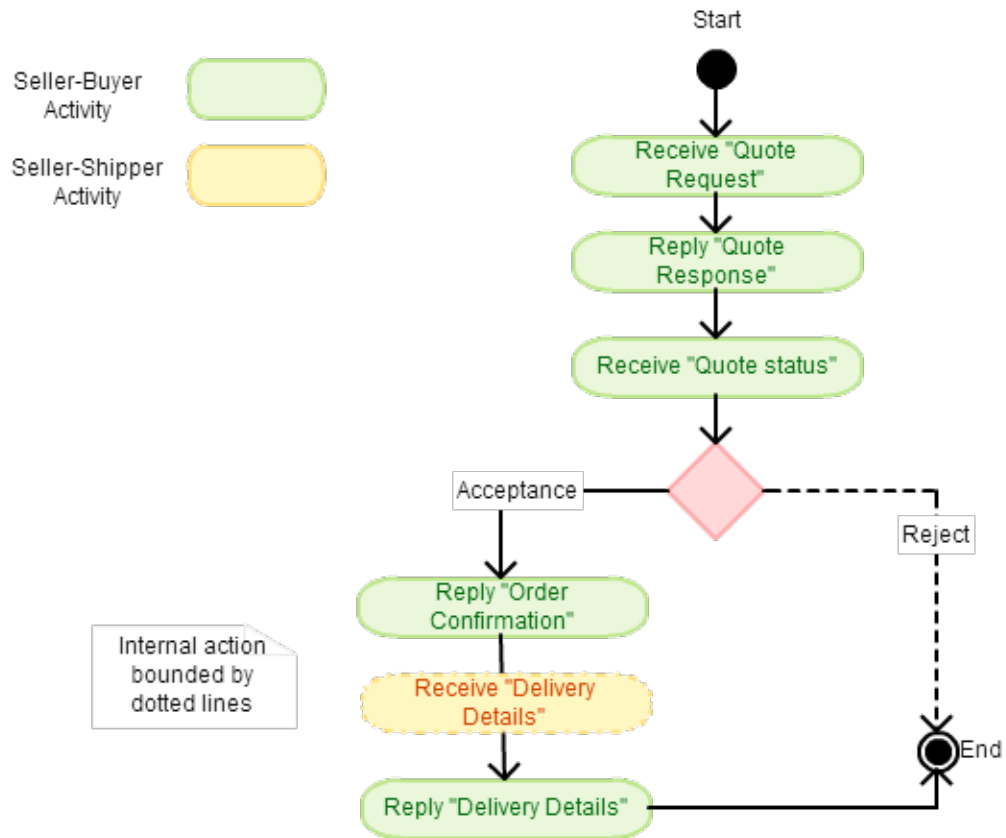 Start
Seller-Buyer
Activity
Seller-Shipper
Activity
Receive "Quote
Request"
Reply "Quote
Response"
Receive "Quote status"
Acceptance
Reject
Reply "Order
Confirmation"
Internal action
bounded by
dotted lines
Receive "Delivery
Details"
End
Reply "Delivery Details"